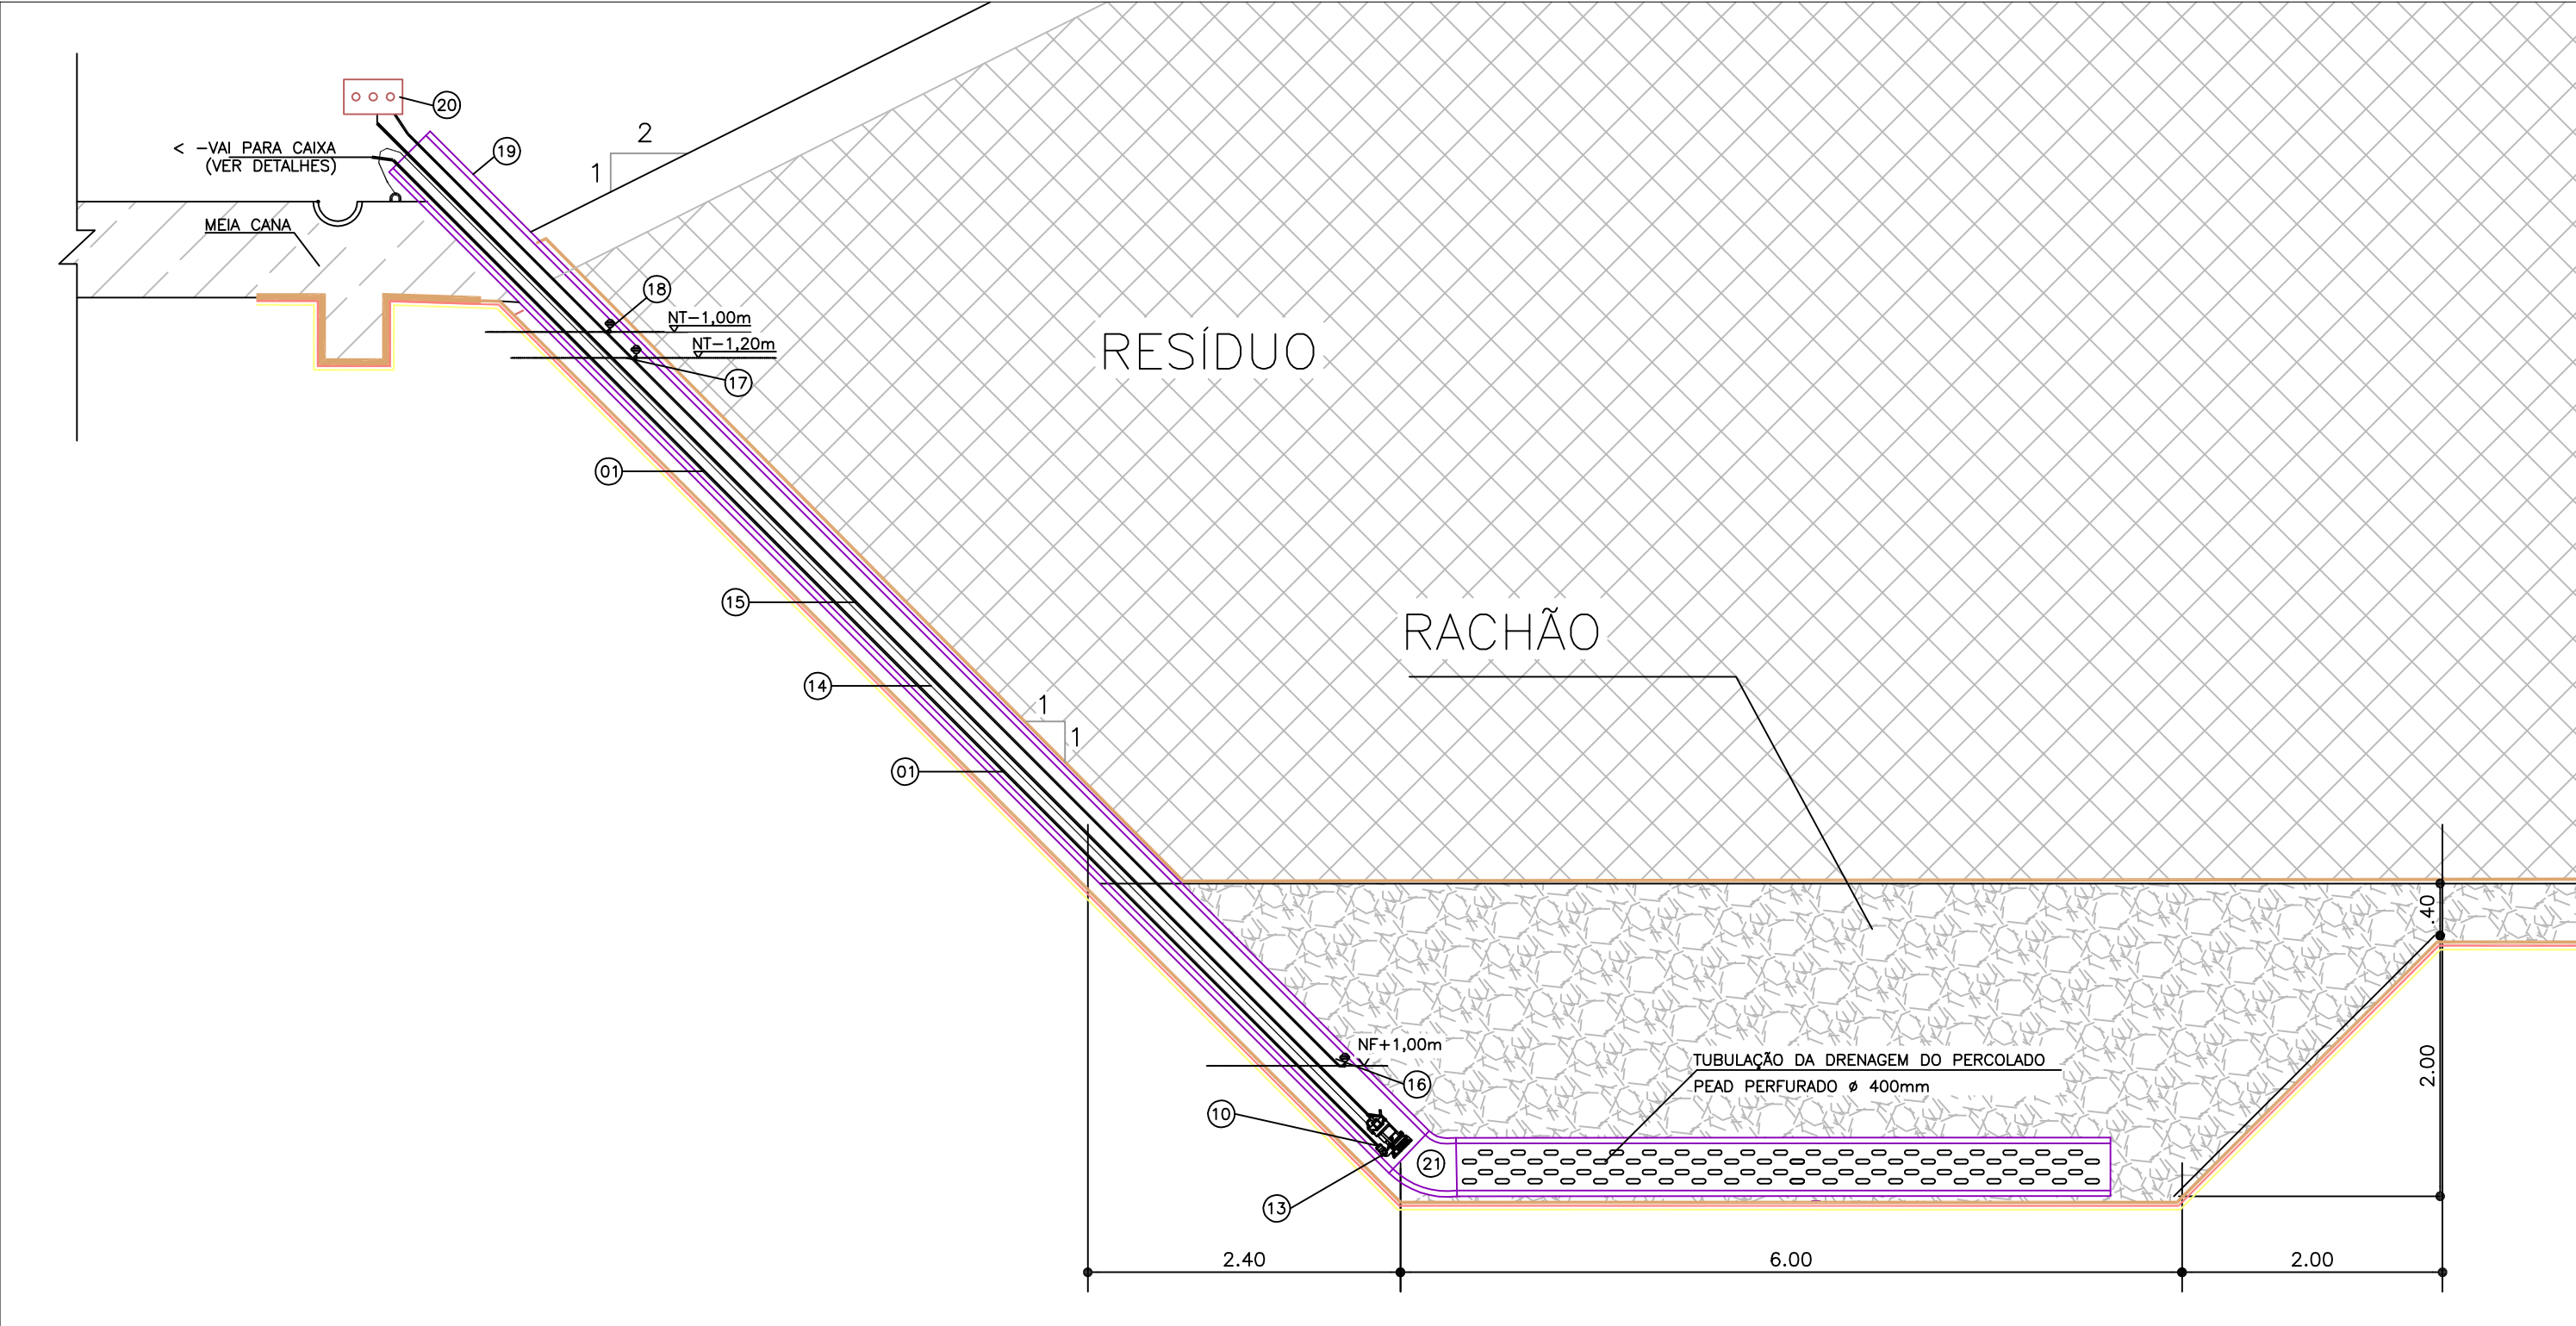 20
< -VAI PARA CAIXA
(VER DETALHES)
19
2
1
MEIA CANA
18
NT-1,00m
NT-1,20m
17
RESÍDUO
01
15
RACHÃO
14
1
1
01
.40
NF+1,00m
16
TUBULAÇÃO DA DRENAGEM DO PERCOLADO
PEAD PERFURADO ø 400mm
2.00
10
21
13
2.40
6.00
2.00